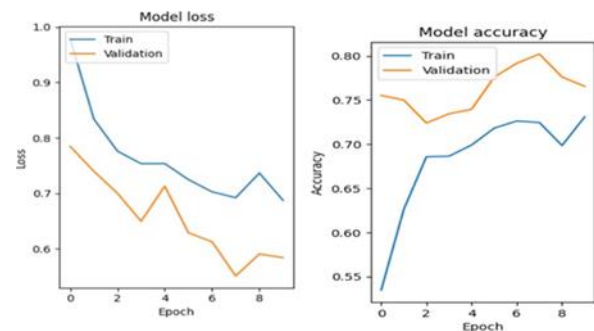 Model loss
1.0
0.9
0.8
0.7
0.6
Loss
0 2 4 6 8
Epoch
Train
Validation
Model accuracy
0.80
0.75
0.70
0.65
0.60
0.55
Accuracy
0 2 4 6 8
Epoch
Train
Validation